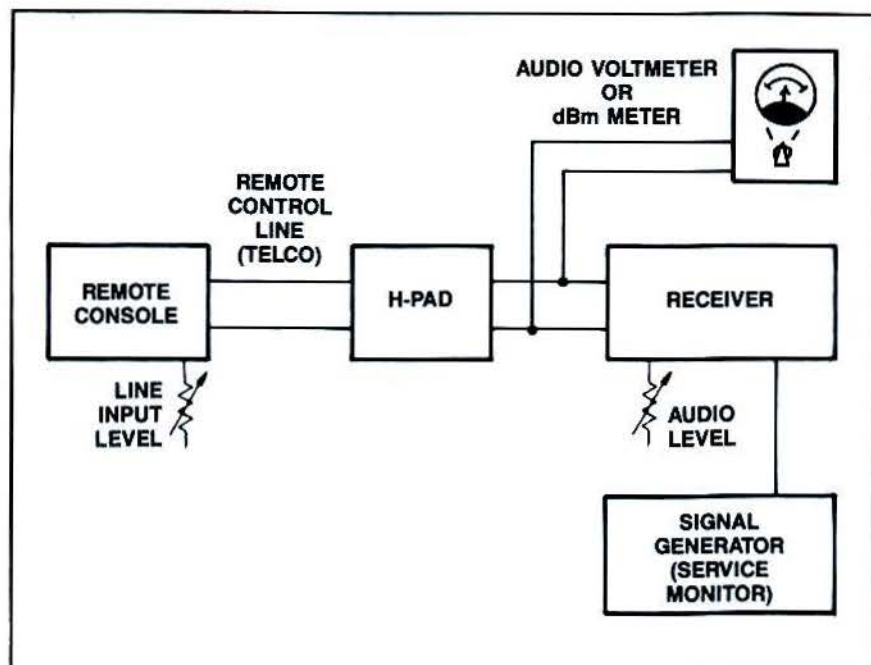 AUDIO VOLTMETER
OR
dBm METER
REMOTE
CONTROL
LINE
(TELCO)
REMOTE
CONSOLE
H-PAD
RECEIVER
LINE
INPUT
LEVEL
AUDIO
LEVEL
SIGNAL
GENERATOR
(SERVICE
MONITOR)